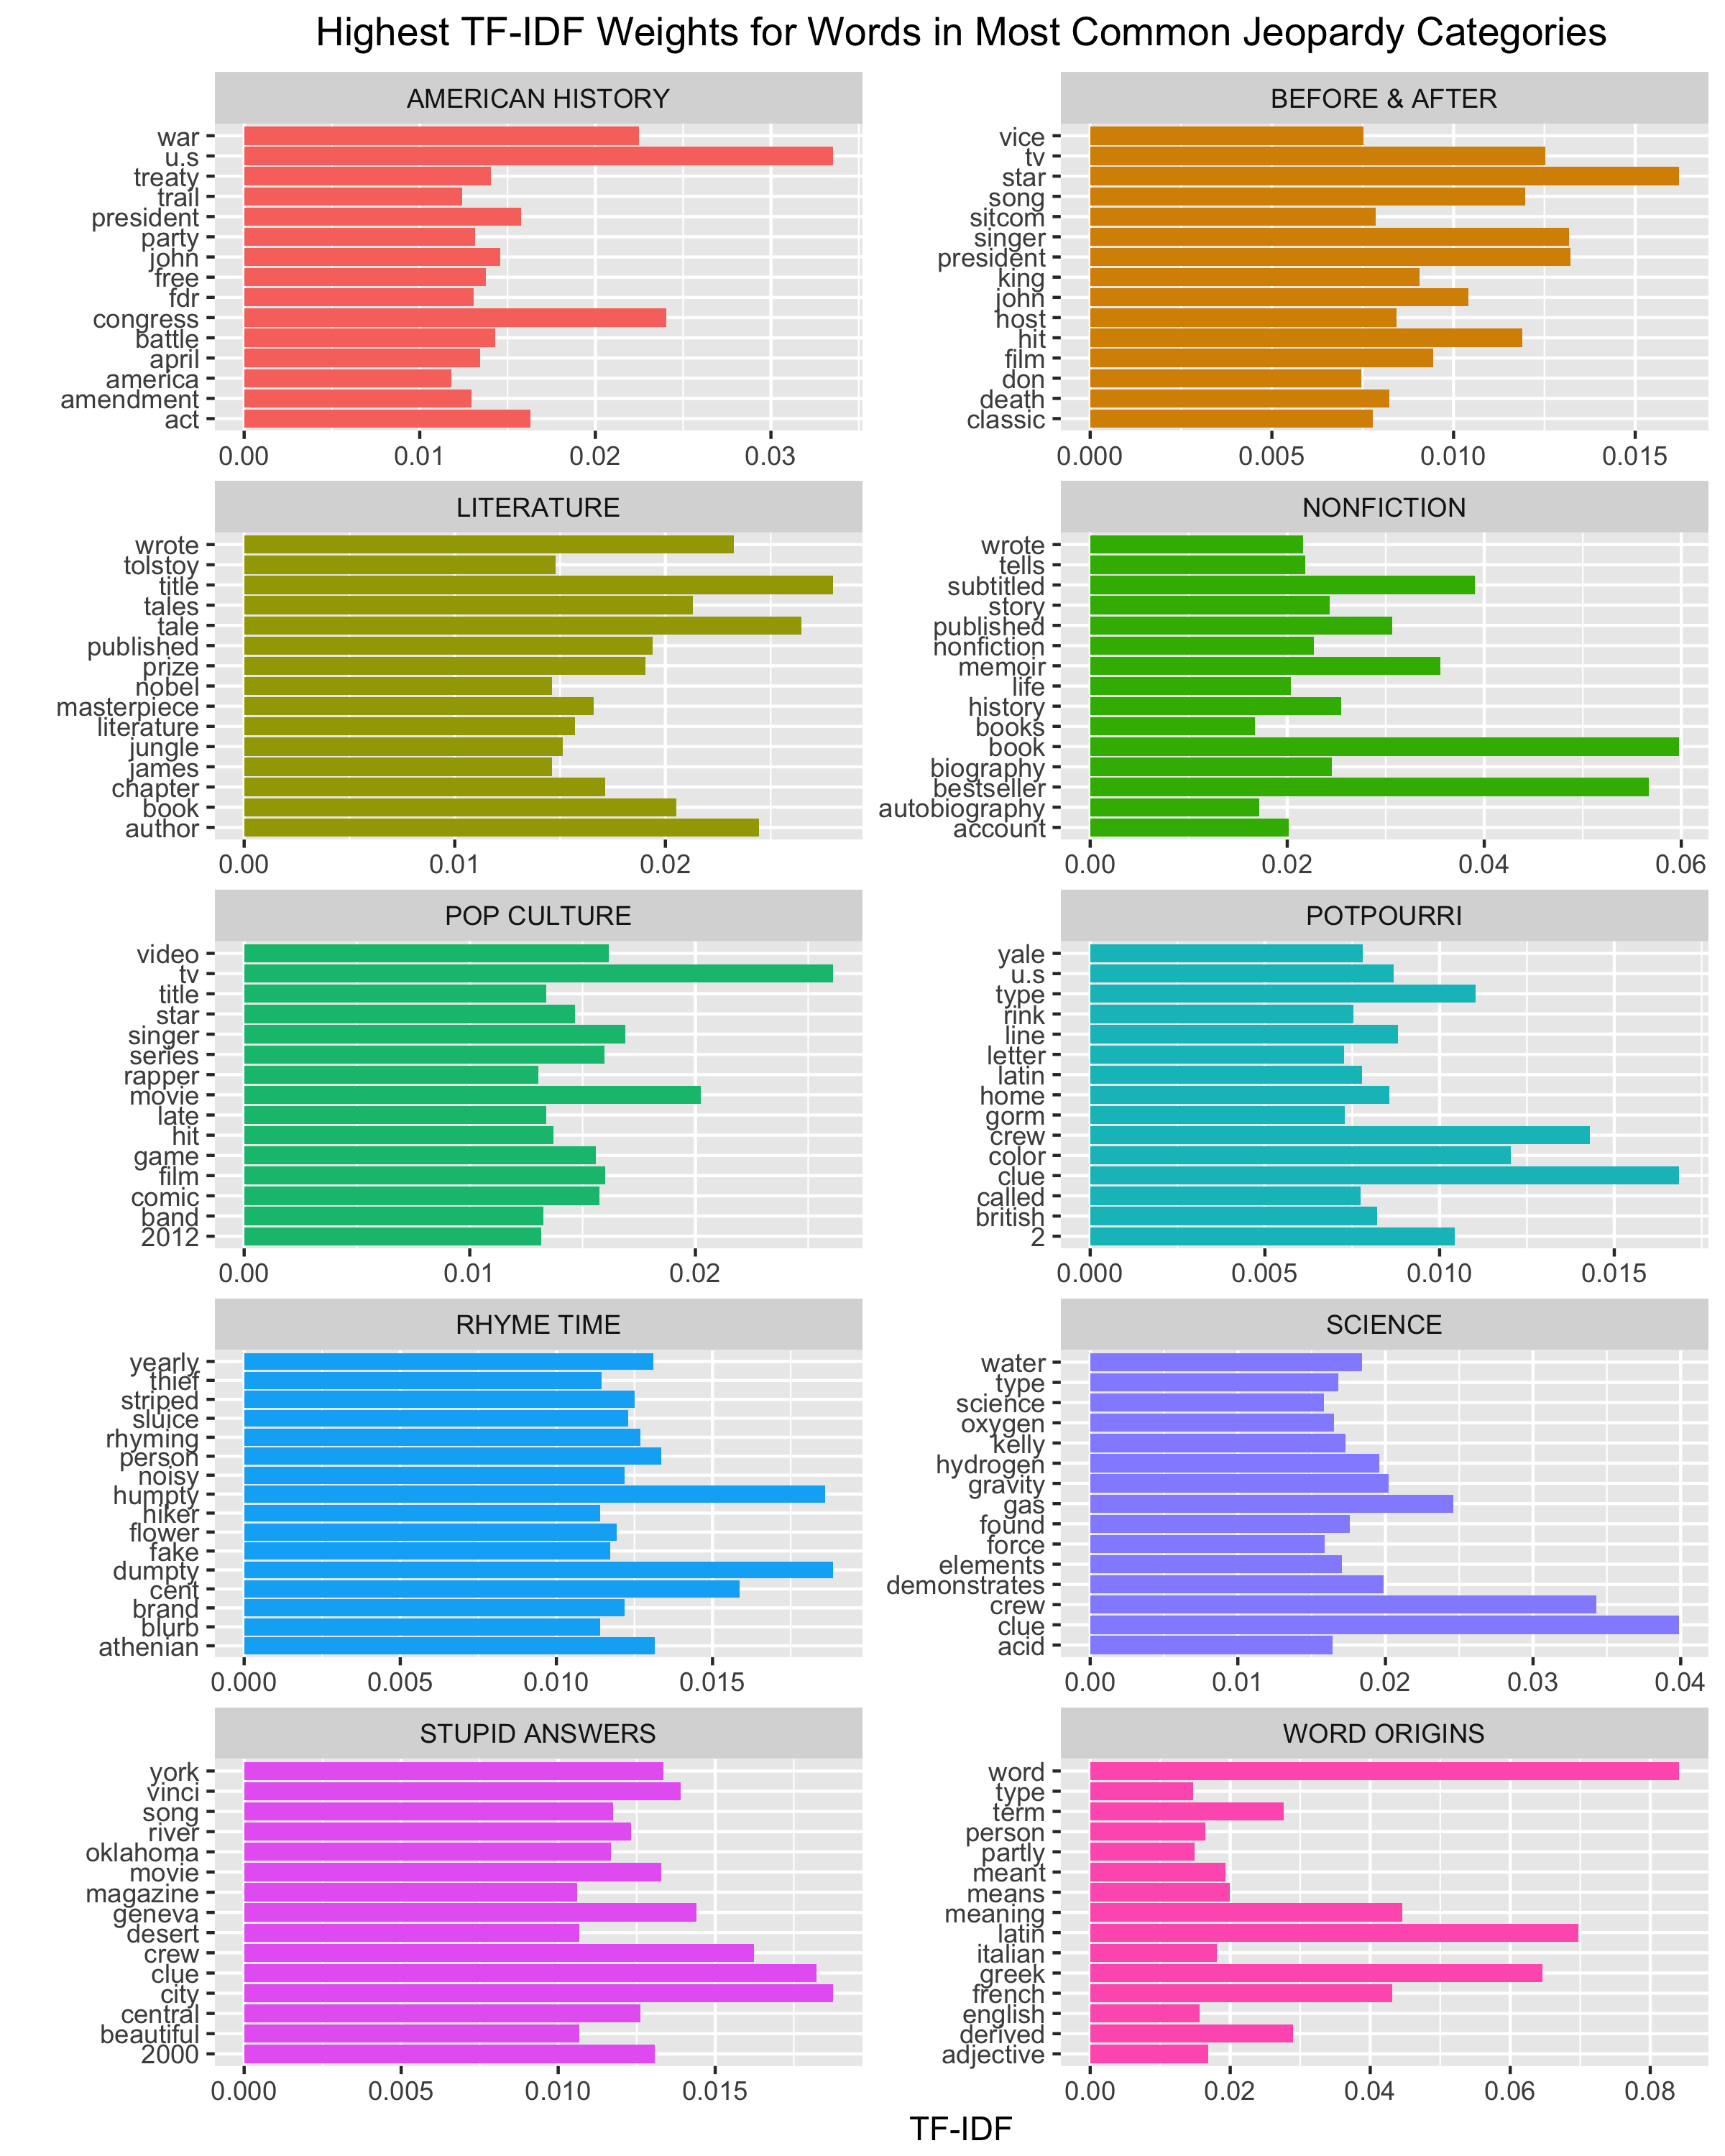 Highest TF-IDF Weights for Words in Most Common Jeopardy Categories
AMERICAN HISTORY
war
u.s
treaty
trail
president
party
john
free
fdr
congress
battle
april
america
amendment
act
0.00 0.01 0.02 0.03
BEFORE & AFTER
vice
tv
star
song
sitcom
singer
president
king
john
host
hit
film
don
death
classic
0.000 0.005 0.010 0.015
LITERATURE
wrote
tolstoy
title
tales
tale
published
prize
nobel
masterpiece
literature
jungle
james
chapter
book
author
0.00 0.01 0.02
NONFICTION
wrote
tells
subtitled
story
published
nonfiction
memoir
life
history
books
book
biography
bestseller
autobiography
account
0.00 0.02 0.04 0.06
POP CULTURE
video
tv
title
star
singer
series
rapper
movie
late
hit
game
film
comic
band
2012
0.00 0.01 0.02
POTPOURRI
yale
u.s
type
rink
line
letter
latin
home
gorm
crew
color
clue
called
british
2
0.000 0.005 0.010 0.015
RHYME TIME
yearly
thief
striped
sluice
rhyming
person
noisy
humpty
hiker
flower
fake
dumpty
cent
brand
blurb
athenian
0.000 0.005 0.010 0.015
SCIENCE
water
type
science
oxygen
kelly
hydrogen
gravity
gas
found
force
elements
demonstrates
crew
clue
acid
0.00 0.01 0.02 0.03 0.04
STUPID ANSWERS
york
vinci
song
river
oklahoma
movie
magazine
geneva
desert
crew
clue
city
central
beautiful
2000
0.000 0.005 0.010 0.015
WORD ORIGINS
word
type
term
person
partly
meant
means
meaning
latin
italian
greek
french
english
derived
adjective
0.00 0.02 0.04 0.06 0.08
TF-IDF